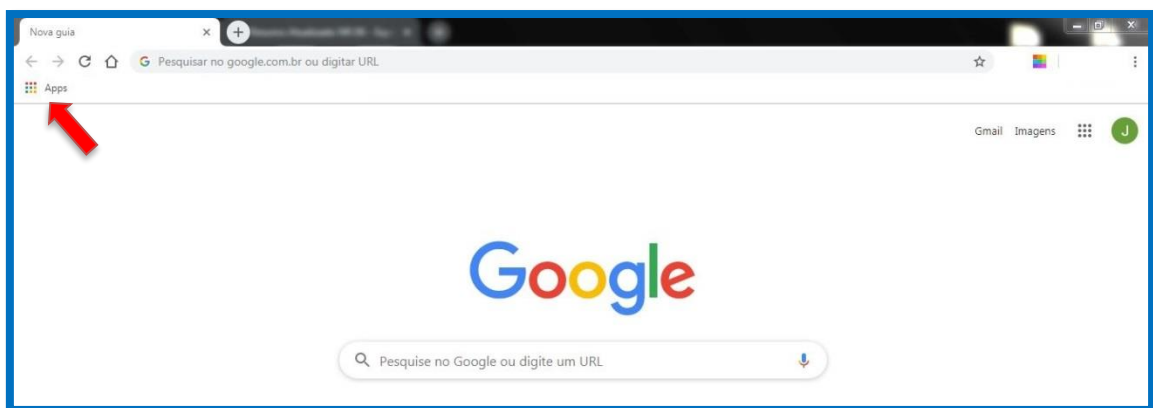 Nova guia
G Pesquisar no google.com.br ou digitar URL
Apps
Gmail Imagens J
Google
Pesquise no Google ou digite um URL